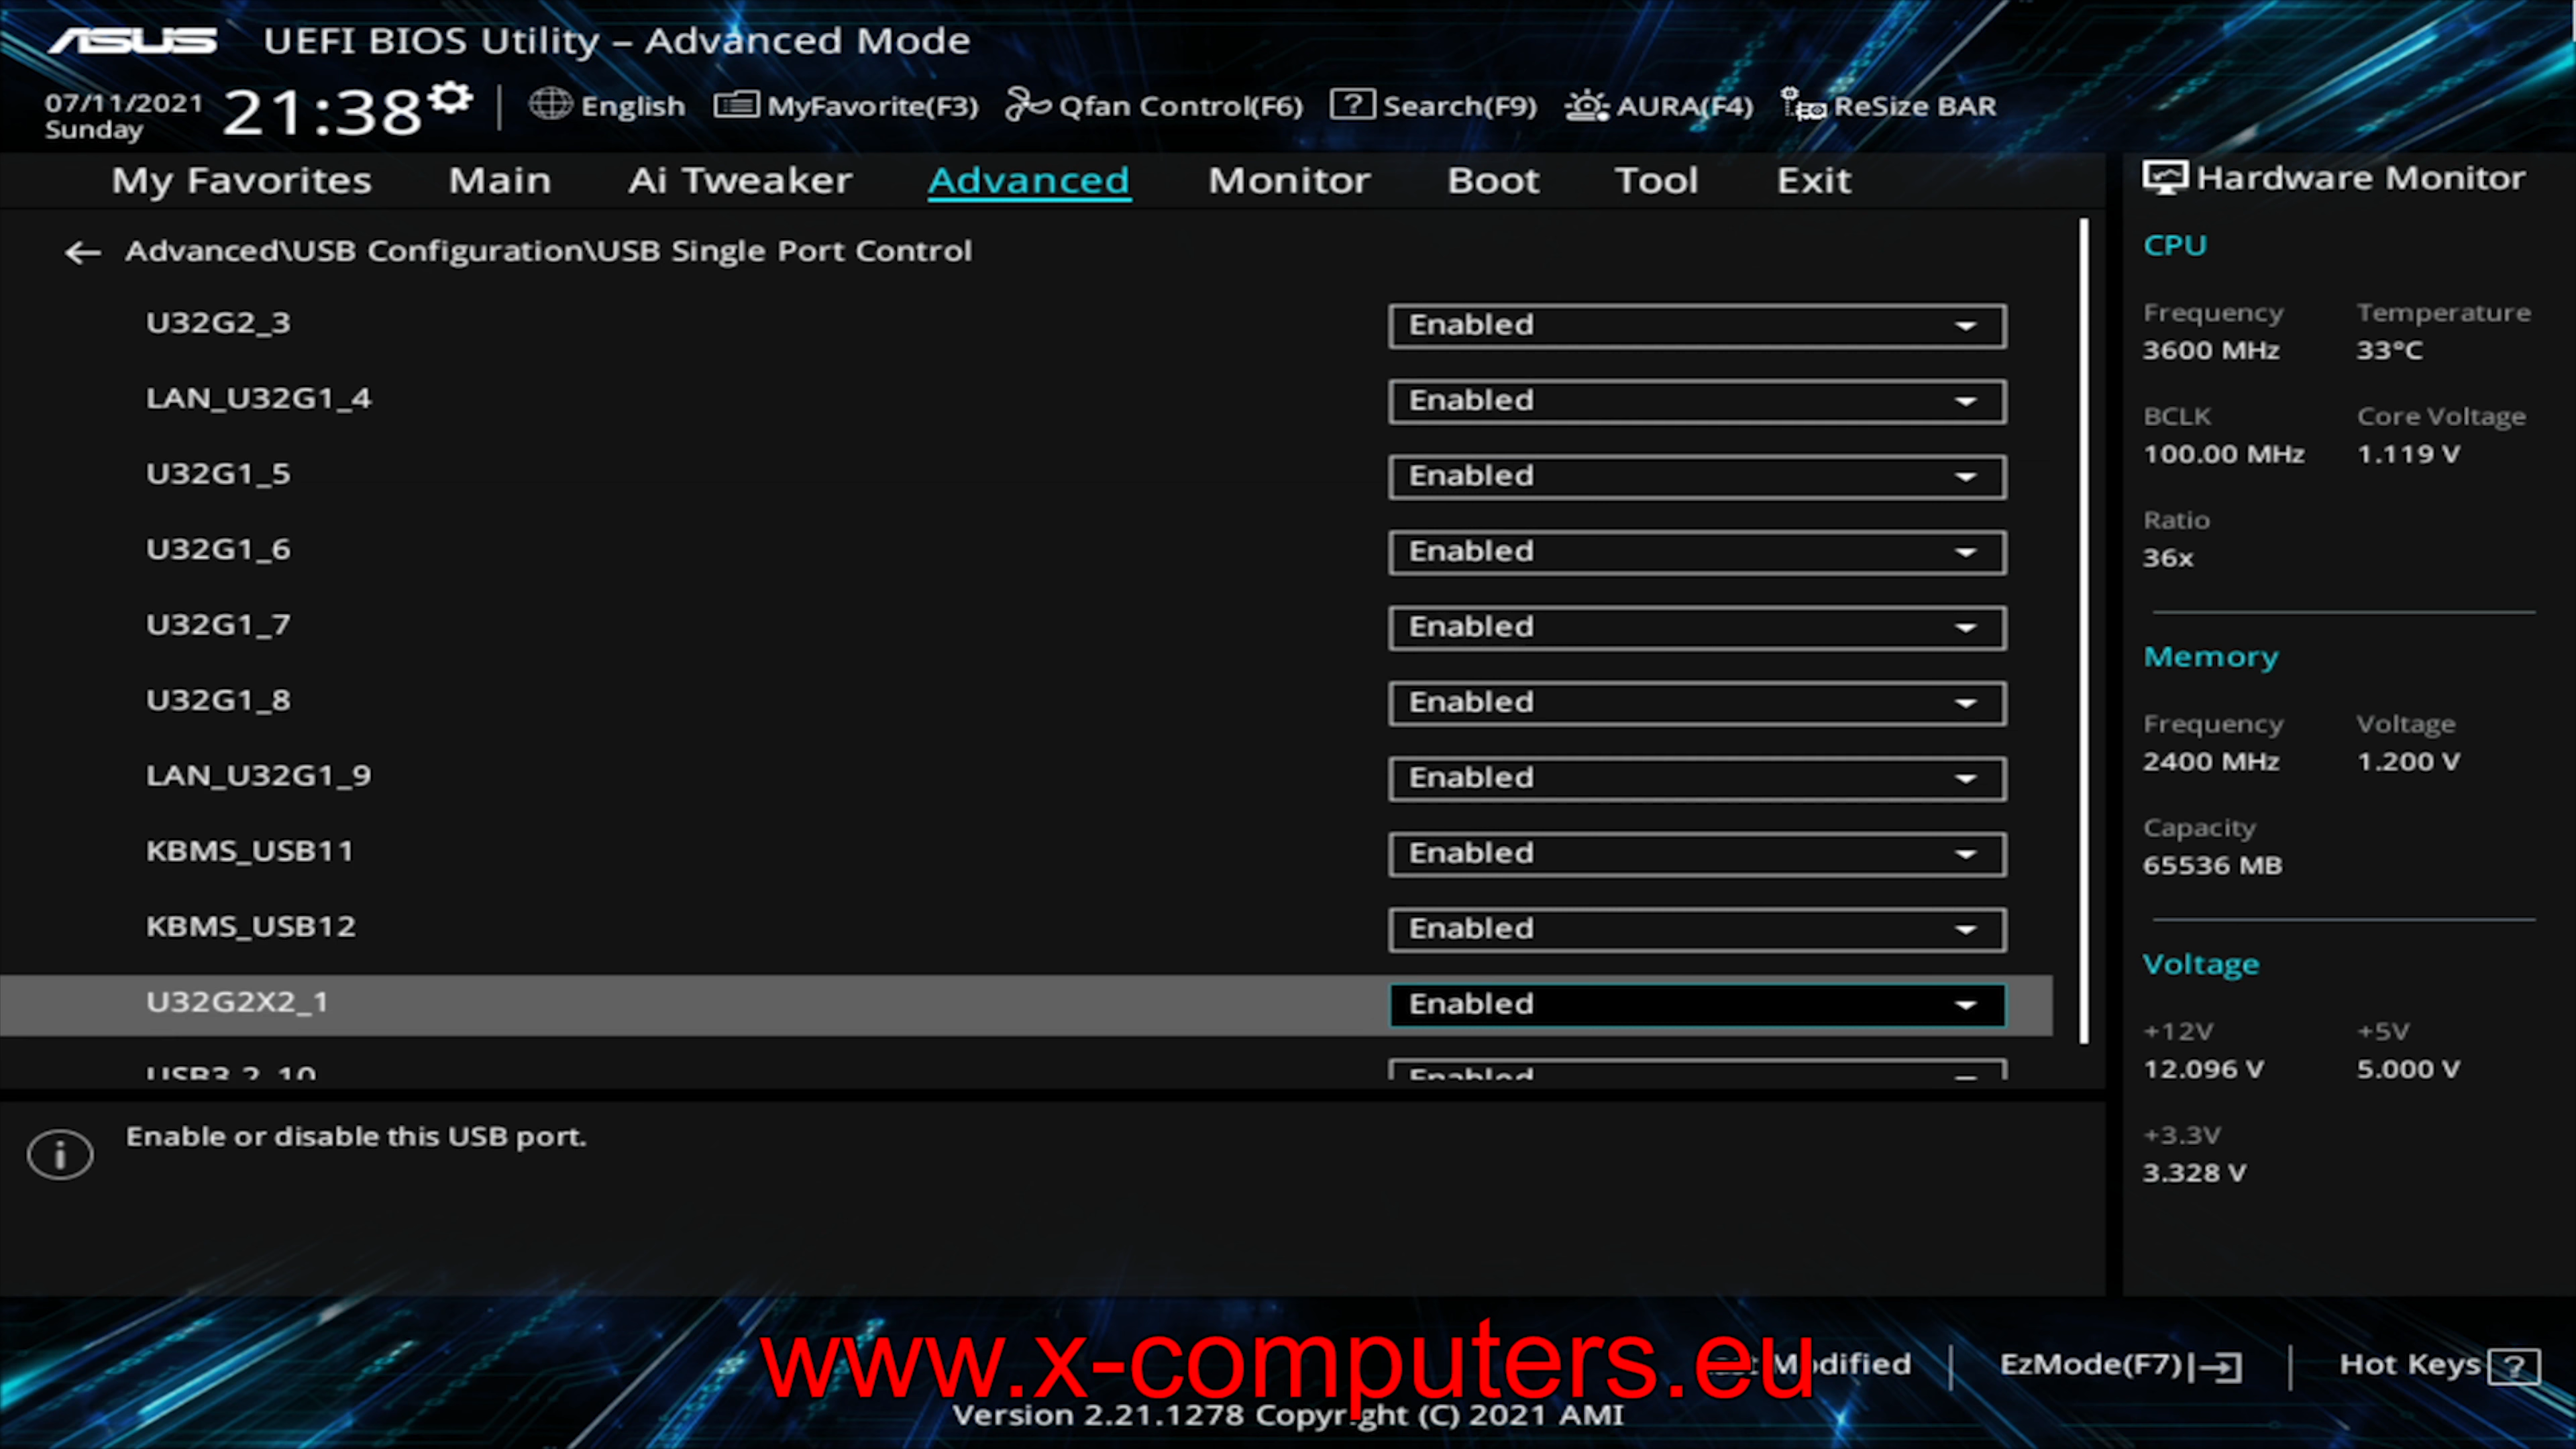 ASUS UEFI BIOS Utility – Advanced Mode
07/11/2021
Sunday
21:38
English MyFavorite(F3) Qfan Control(F6) ? Search(F9) AURA(F4) ReSize BAR
My Favorites Main Ai Tweaker Advanced Monitor Boot Tool Exit
Advanced\USB Configuration\USB Single Port Control
U32G2_3 Enabled
LAN_U32G1_4 Enabled
U32G1_5 Enabled
U32G1_6 Enabled
U32G1_7 Enabled
U32G1_8 Enabled
LAN_U32G1_9 Enabled
KBMS_USB11 Enabled
KBMS_USB12 Enabled
U32G2X2_1 Enabled
USB3_2_10 Enabled
i Enable or disable this USB port.
Hardware Monitor
CPU
Frequency Temperature
3600 MHz 33°C
BCLK Core Voltage
100.00 MHz 1.119 V
Ratio
36x
Memory
Frequency Voltage
2400 MHz 1.200 V
Capacity
65536 MB
Voltage
+12V +5V
12.096 V 5.000 V
+3.3V
3.328 V
www.x-computers.eu
Modified | EzMode(F7) | Hot Keys ?
Version 2.21.1278 Copyright (C) 2021 AMI